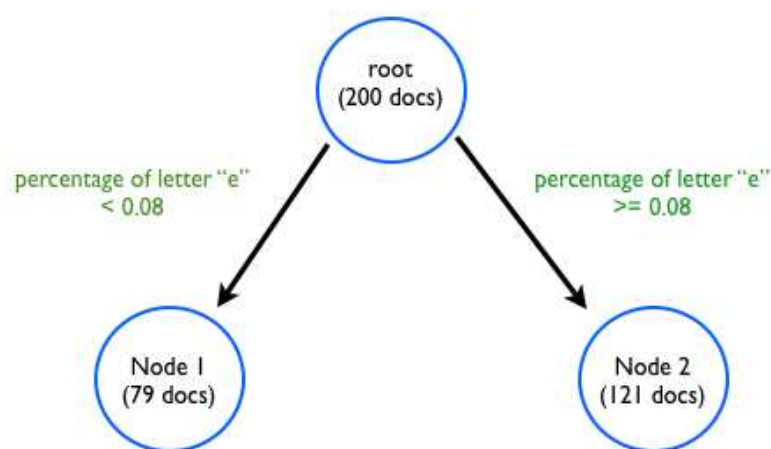 root
(200 docs)
percentage of letter “e”
< 0.08
percentage of letter “e”
>= 0.08
Node 1
(79 docs)
Node 2
(121 docs)